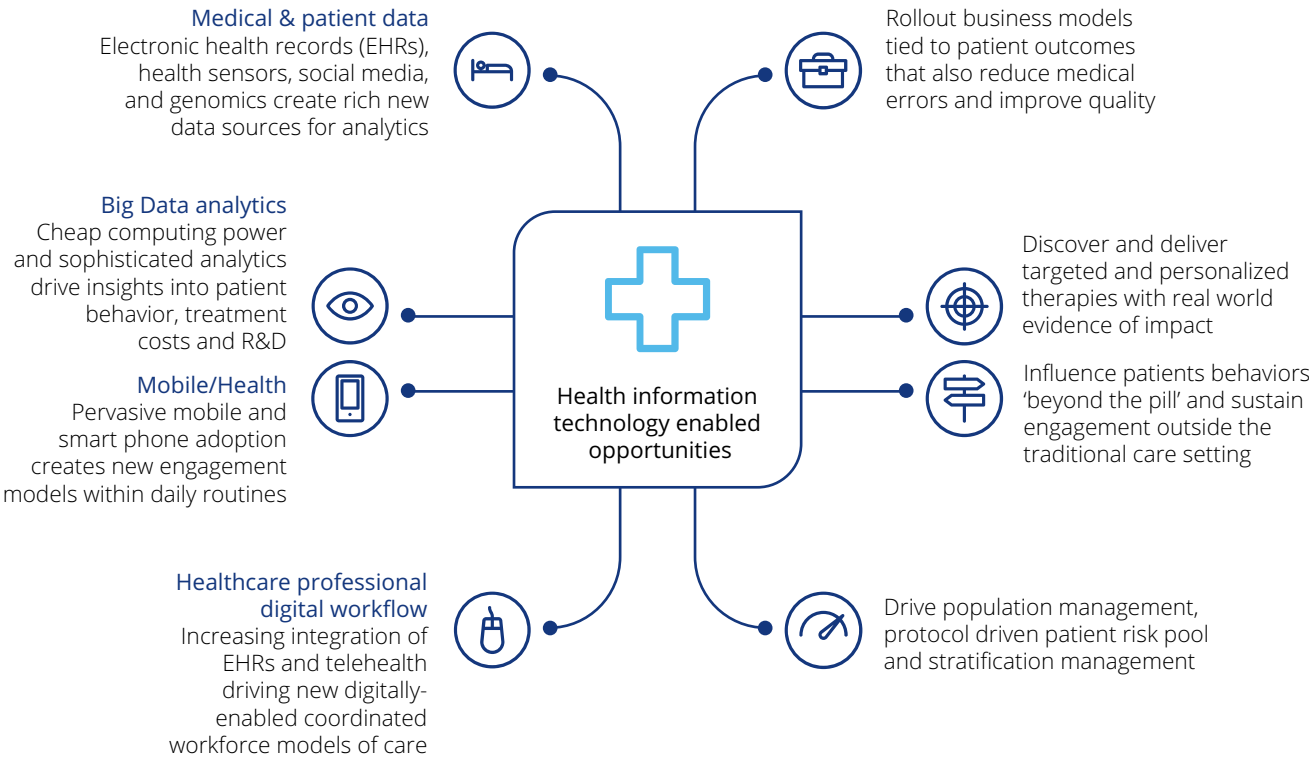 Medical & patient data
Electronic health records (EHRs),
health sensors, social media,
and genomics create rich new
data sources for analytics
Big Data analytics
Cheap computing power
and sophisticated analytics
drive insights into patient
behavior, treatment
costs and R&D
Mobile/Health
Pervasive mobile and
smart phone adoption
creates new engagement
models within daily routines
Healthcare professional
digital workflow
Increasing integration of
EHRs and telehealth
driving new digitally-
enabled coordinated
workforce models of care
Health information
technology enabled
opportunities
Rollout business models
tied to patient outcomes
that also reduce medical
errors and improve quality
Discover and deliver
targeted and personalized
therapies with real world
evidence of impact
Influence patients behaviors
‘beyond the pill’ and sustain
engagement outside the
traditional care setting
Drive population management,
protocol driven patient risk pool
and stratification management